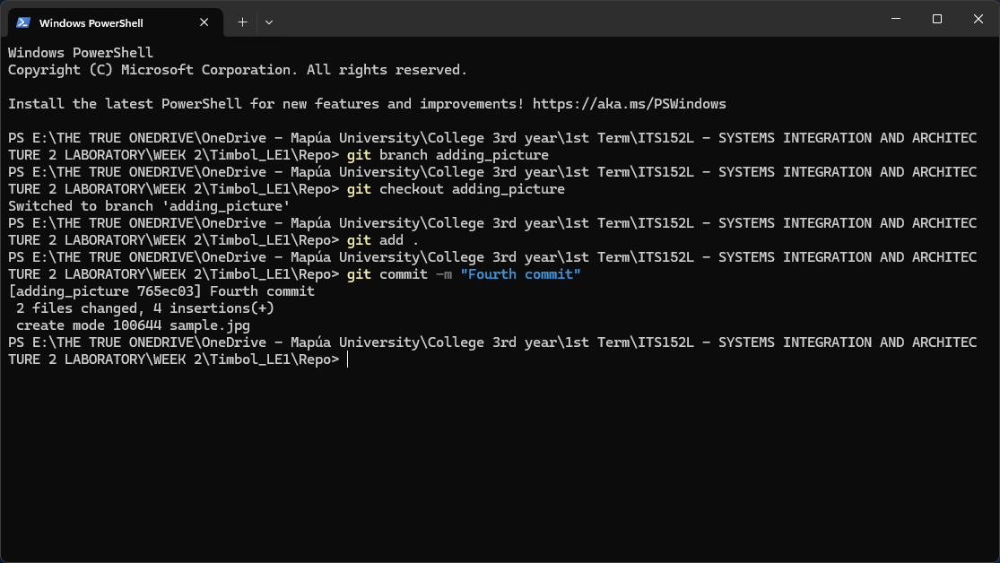 Windows PowerShell
Windows PowerShell
Copyright (C) Microsoft Corporation. All rights reserved.
Install the latest PowerShell for new features and improvements! https://aka.ms/PSWindows
PS E:\THE TRUE ONEDRIVE\OneDrive - Mapúa University\College 3rd year\1st Term\ITS152L - SYSTEMS INTEGRATION AND ARCHITEC
TURE 2 LABORATORY\WEEK 2\Timbol_LE1\Repo> git branch adding_picture
PS E:\THE TRUE ONEDRIVE\OneDrive - Mapúa University\College 3rd year\1st Term\ITS152L - SYSTEMS INTEGRATION AND ARCHITEC
TURE 2 LABORATORY\WEEK 2\Timbol_LE1\Repo> git checkout adding_picture
Switched to branch 'adding_picture'
PS E:\THE TRUE ONEDRIVE\OneDrive - Mapúa University\College 3rd year\1st Term\ITS152L - SYSTEMS INTEGRATION AND ARCHITEC
TURE 2 LABORATORY\WEEK 2\Timbol_LE1\Repo> git add .
PS E:\THE TRUE ONEDRIVE\OneDrive - Mapúa University\College 3rd year\1st Term\ITS152L - SYSTEMS INTEGRATION AND ARCHITEC
TURE 2 LABORATORY\WEEK 2\Timbol_LE1\Repo> git commit -m "Fourth commit"
[adding_picture 765ec03] Fourth commit
 2 files changed, 4 insertions(+)
 create mode 100644 sample.jpg
PS E:\THE TRUE ONEDRIVE\OneDrive - Mapúa University\College 3rd year\1st Term\ITS152L - SYSTEMS INTEGRATION AND ARCHITEC
TURE 2 LABORATORY\WEEK 2\Timbol_LE1\Repo>